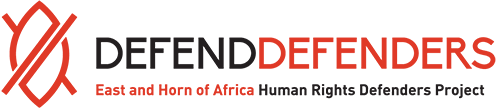 DEFENDDEFENDERS
East and Horn of Africa Human Rights Defenders Project